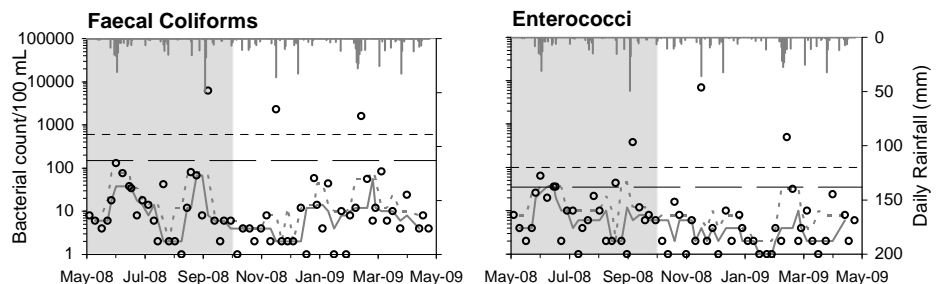 Faecal Coliforms
Enterococci
Bacterial count/100 mL
100000
10000
1000
100
10
1
May-08 Jul-08 Sep-08 Nov-08 Jan-09 Mar-09 May-09
May-08 Jul-08 Sep-08 Nov-08 Jan-09 Mar-09 May-09
0
50
100
150
200
Daily Rainfall (mm)